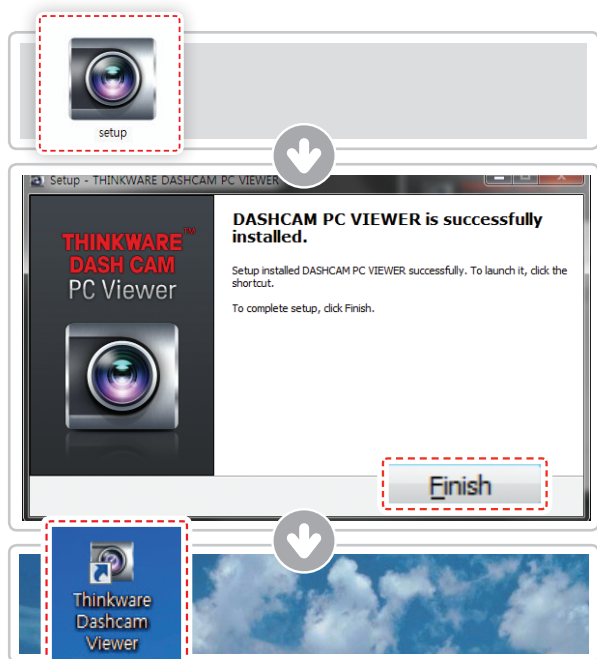 setup
Setup - THINKWARE DASHCAM PC VIEWER
THINKWARE™
DASH CAM
PC Viewer
DASHCAM PC VIEWER is successfully
installed.
Setup installed DASHCAM PC VIEWER successfully. To launch it, click the
shortcut.
To complete setup, click Finish.
Finish
Thinkware
Dashcam
Viewer